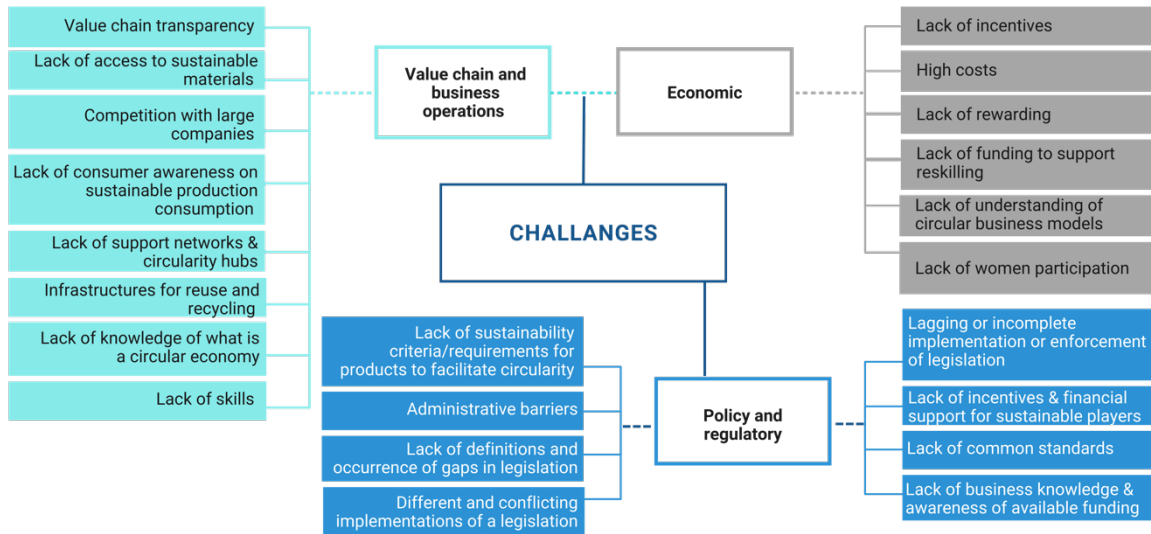 Value chain transparency
Lack of access to sustainable
materials
Competition with large
companies
Lack of consumer awareness on
sustainable production
consumption
Lack of support networks &
circularity hubs
Infrastructures for reuse and
recycling
Lack of knowledge of what is
a circular economy
Lack of skills
Value chain and
business
operations
Economic
Lack of incentives
High costs
Lack of rewarding
Lack of funding to support
reskilling
Lack of understanding of
circular business models
Lack of women participation
CHALLANGES
Lack of sustainability
criteria/requirements for
products to facilitate circularity
Administrative barriers
Lack of definitions and
occurrence of gaps in legislation
Different and conflicting
implementations of a legislation
Policy and
regulatory
Lagging or incomplete
implementation or enforcement
of legislation
Lack of incentives & financial
support for sustainable players
Lack of common standards
Lack of business knowledge &
awareness of available funding